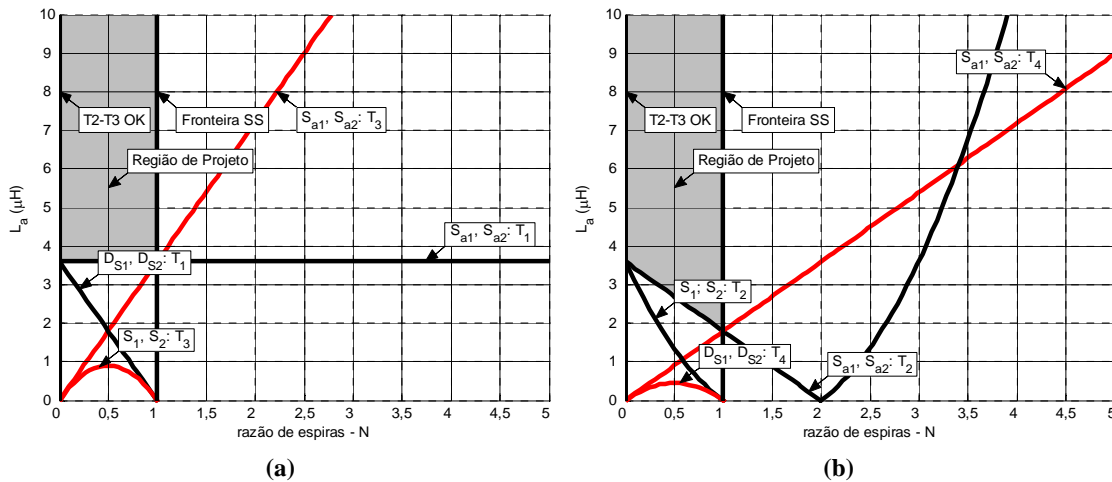 10
9
8
7
6
5
4
3
2
1
0
L_a (μH)
T2-T3 OK
Fronteira SS
S_a1, S_a2: T_3
Região de Projeto
S_a1, S_a2: T_1
D_S1, D_S2: T_1
S_1, S_2: T_3
0 0,5 1 1,5 2 2,5 3 3,5 4 4,5 5
razão de espiras - N
(a)
10
9
8
7
6
5
4
3
2
1
0
L_a (μH)
S_a1, S_a2: T_4
T2-T3 OK
Fronteira SS
Região de Projeto
S_1, S_2: T_2
D_S1, D_S2: T_4
S_a1, S_a2: T_2
0 0,5 1 1,5 2 2,5 3 3,5 4 4,5 5
razão de espiras - N
(b)